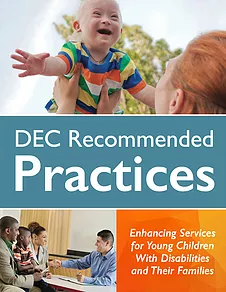 DEC Recommended
Practices
Enhancing Services
for Young Children
With Disabilities
and Their Families